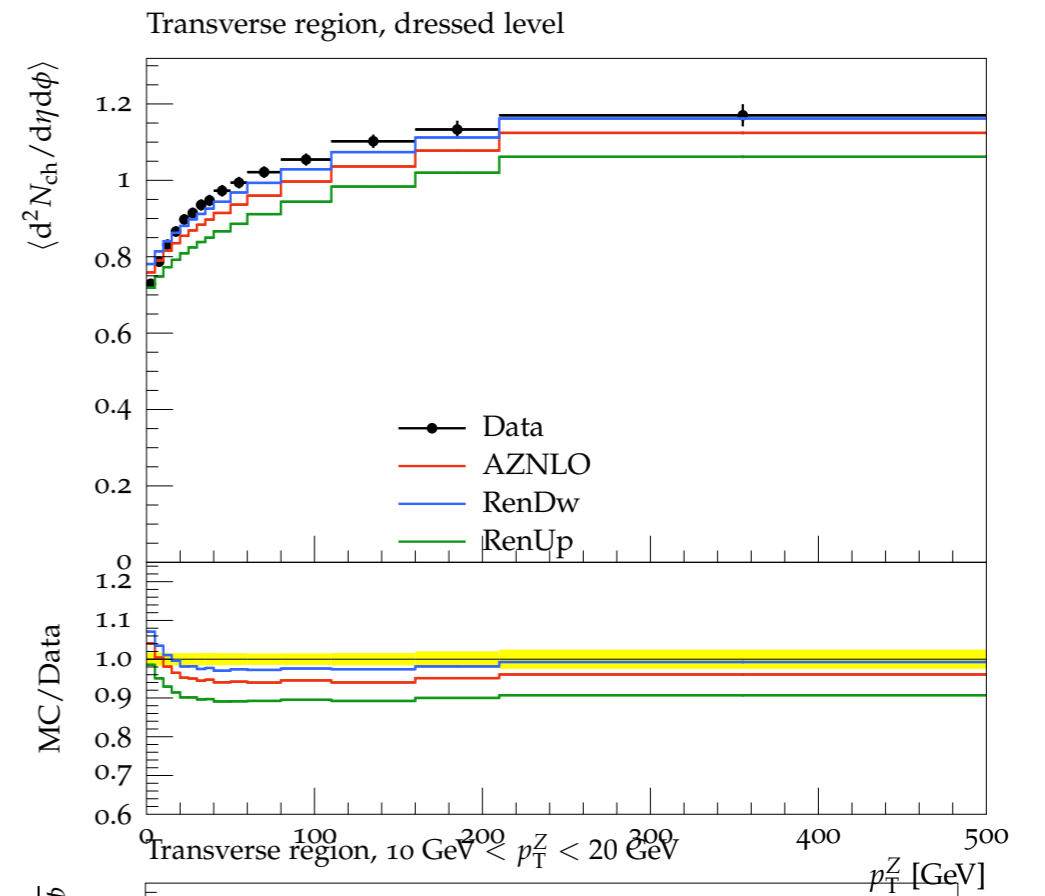 Transverse region, dressed level
⟨d²N_ch/dηdϕ⟩
1.2
1
0.8
0.6
0.4
0.2
0
Data
AZNLO
RenDw
RenUp
MC/Data
1.2
1.1
1.0
0.9
0.8
0.7
0.6
0 100 200 300 400 500
Transverse region, 10 GeV < p_T^Z < 20 GeV
p_T^Z [GeV]
ϕ